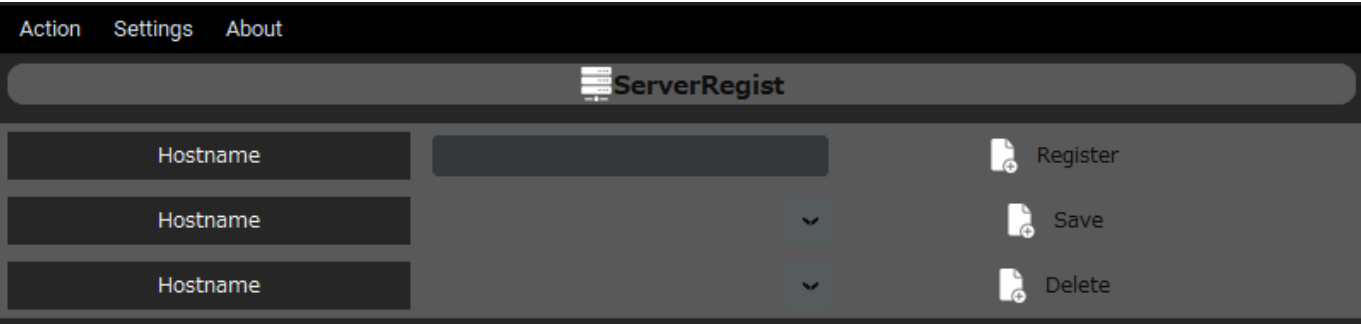 Action Settings About
ServerRegist
Hostname Register
Hostname Save
Hostname Delete